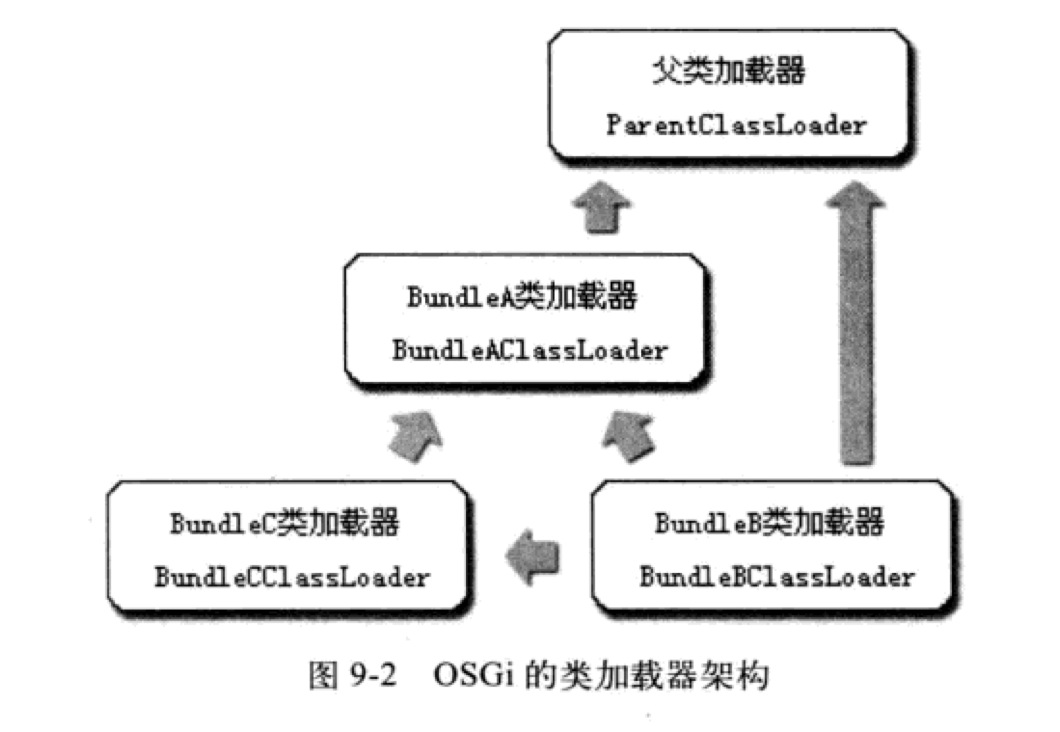 父类加载器
ParentClassLoader
BundleA类加载器
BundleAClassLoader
BundleC类加载器
BundleCClassLoader
BundleB类加载器
BundleBClassLoader
图 9-2 OSGi 的类加载器架构